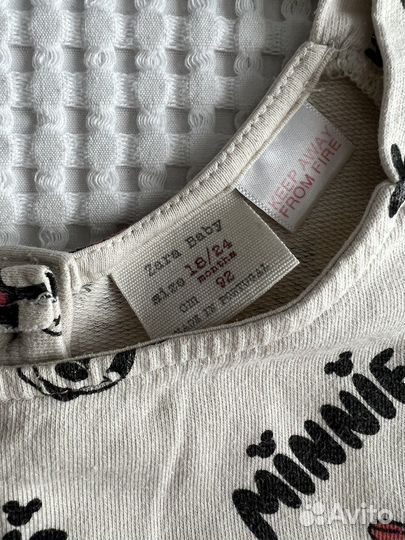 KEEP AWAY
FROM FIRE
Zara Baby
size 18/24
months
cm 92
MADE IN PORTUGAL
MINNIE
Avito